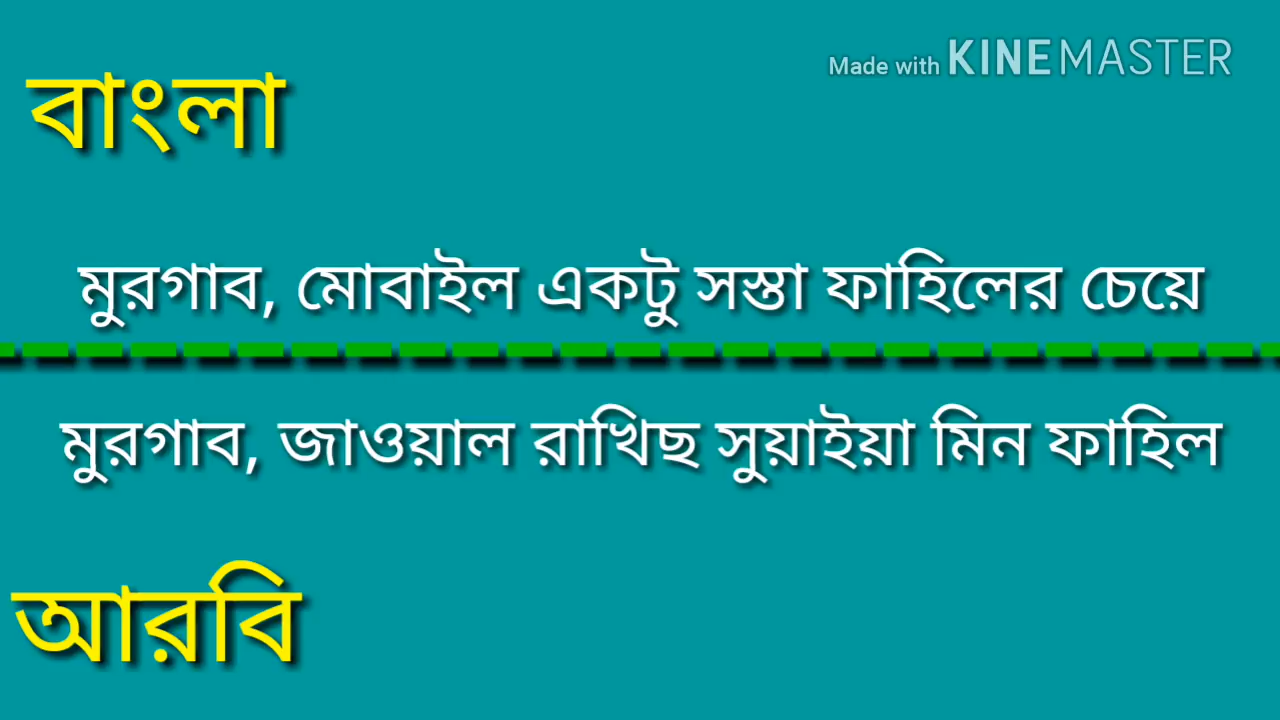 Made with KINEMASTER
বাংলা
মুরগাব, মোবাইল একটু সস্তা ফাহিলের চেয়ে
মুরগাব, জাওয়াল রাখিছ সুয়াইয়া মিন ফাহিল
আরবি